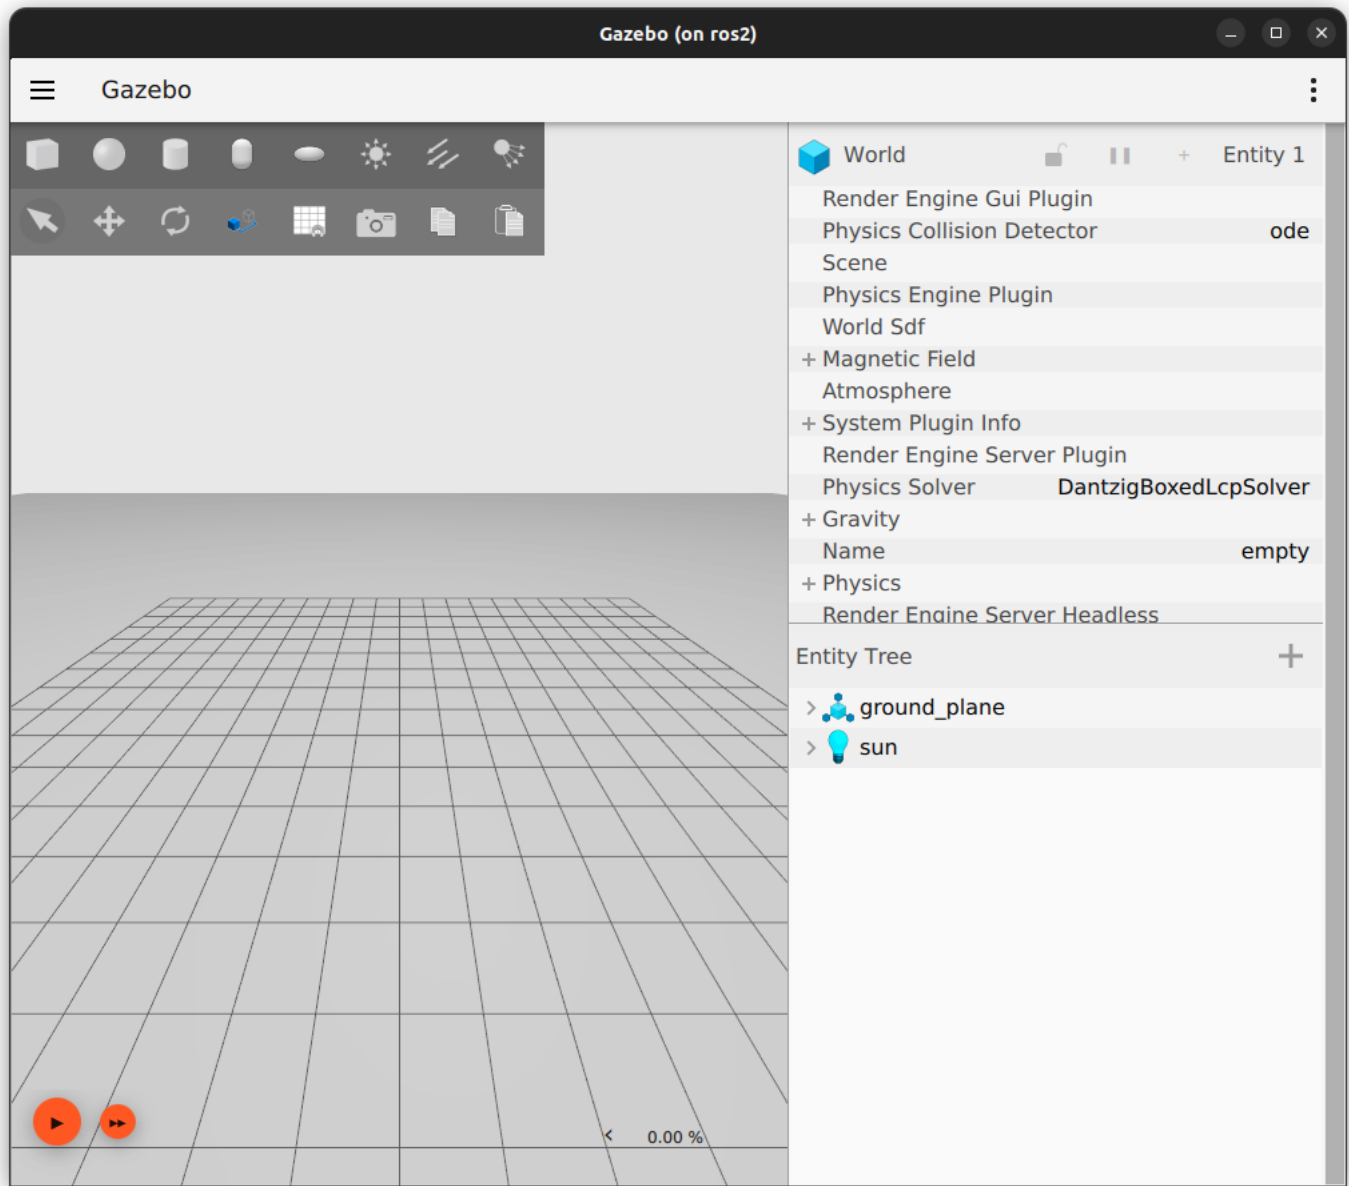 Gazebo (on ros2)
Gazebo
World Entity 1
Render Engine Gui Plugin
Physics Collision Detector ode
Scene
Physics Engine Plugin
World Sdf
Magnetic Field
Atmosphere
System Plugin Info
Render Engine Server Plugin
Physics Solver DantzigBoxedLcpSolver
Gravity
Name empty
Physics
Render Engine Server Headless
Entity Tree
ground_plane
sun
0.00 %